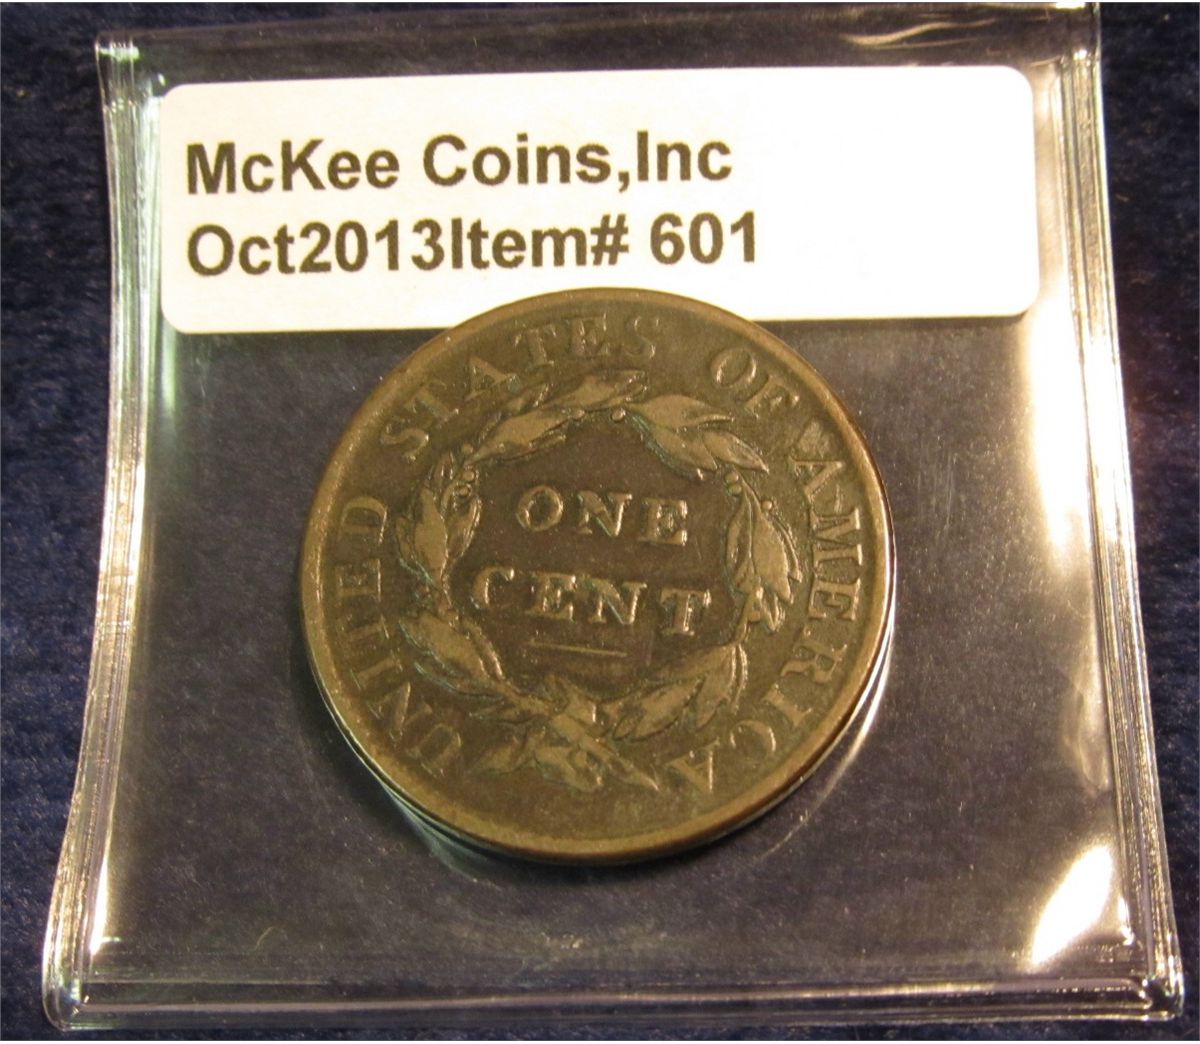 McKee Coins,Inc
Oct2013Item# 601
UNITED STATES OF AMERICA
ONE
CENT